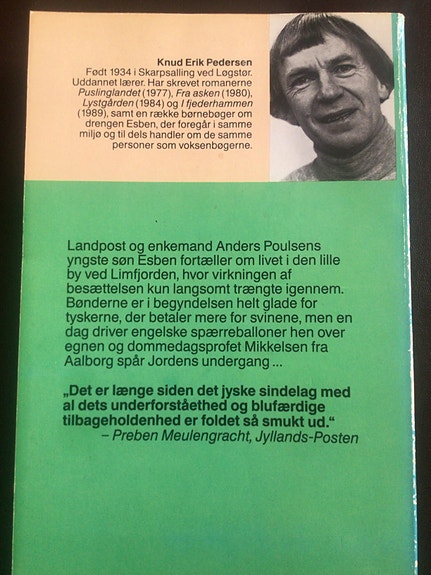 Knud Erik Pedersen
Født 1934 i Skarpsalling ved Løgstør.
Uddannet lærer. Har skrevet romanerne
Puslinglandet (1977), Fra asken (1980),
Lystgården (1984) og I fjederhammen
(1989), samt en række børnebøger om
drengen Esben, der foregår i samme
miljø og til dels handler om de samme
personer som voksenbøgerne.
Landpost og enkemand Anders Poulsens
yngste søn Esben fortæller om livet i den lille
by ved Limfjorden, hvor virkningen af
besættelsen kun langsomt trængte igennem.
Bønderne er i begyndelsen helt glade for
tyskerne, der betaler mere for svinene, men en
dag driver engelske spærreballoner hen over
egnen og dommedagsprofet Mikkelsen fra
Aalborg spår Jordens undergang ...
„Det er længe siden det jyske sindelag med
al dets underforståethed og blufærdige
tilbageholdenhed er foldet så smukt ud.“
– Preben Meulengracht, Jyllands-Posten